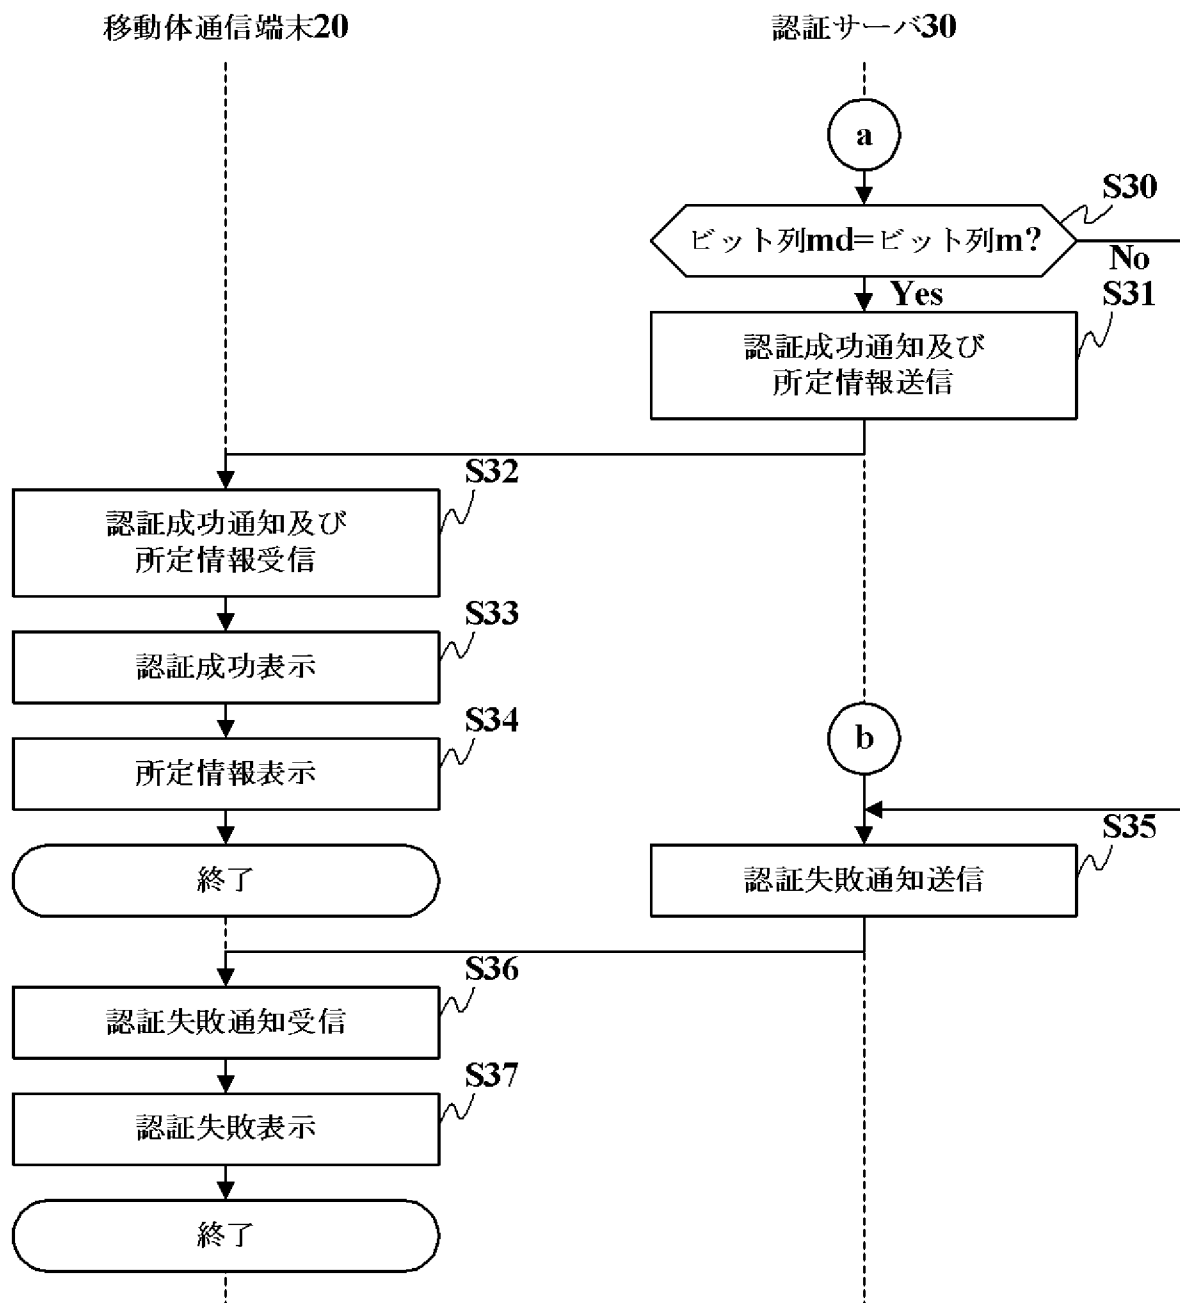 移動体通信端末20
認証サーバ30
a
S30
ビット列md=ビット列m?
No
Yes
S31
認証成功通知及び
所定情報送信
S32
認証成功通知及び
所定情報受信
S33
認証成功表示
S34
所定情報表示
b
S35
終了
認証失敗通知送信
S36
認証失敗通知受信
S37
認証失敗表示
終了